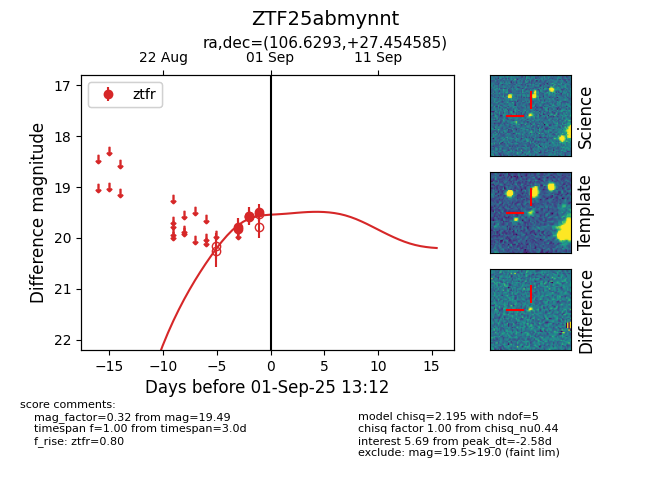 ZTF25abmynnt
ra,dec=(106.6293,+27.454585)
22 Aug 01 Sep 11 Sep
ztfr
17
18
19
20
21
22
Difference magnitude
−15 −10 −5 0 5 10 15
Days before 01-Sep-25 13:12
Science
Template
Difference
score comments:
mag_factor=0.32 from mag=19.49
timespan f=1.00 from timespan=3.0d
f_rise: ztfr=0.80
model chisq=2.195 with ndof=5
chisq factor 1.00 from chisq_nu0.44
interest 5.69 from peak_dt=-2.58d
exclude: mag=19.5>19.0 (faint lim)